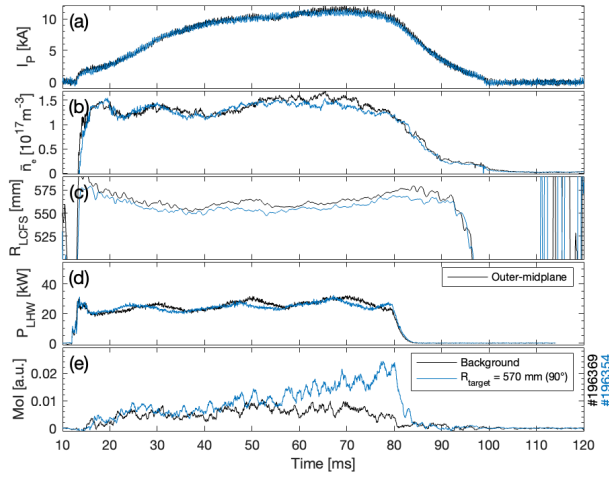 (a)
I_P [kA]
10
5
0
(b)
n̄_e [10^17 m^-3]
1.5
1
0.5
0
(c)
R_LCFS [mm]
575
550
525
(d)
P_LHW [kW]
40
20
0
Outer-midplane
(e)
Mol [a.u.]
0.02
0.01
0
Background
R_target = 570 mm (90°)
10 20 30 40 50 60 70 80 90 100 110 120
Time [ms]
#196369
#196354